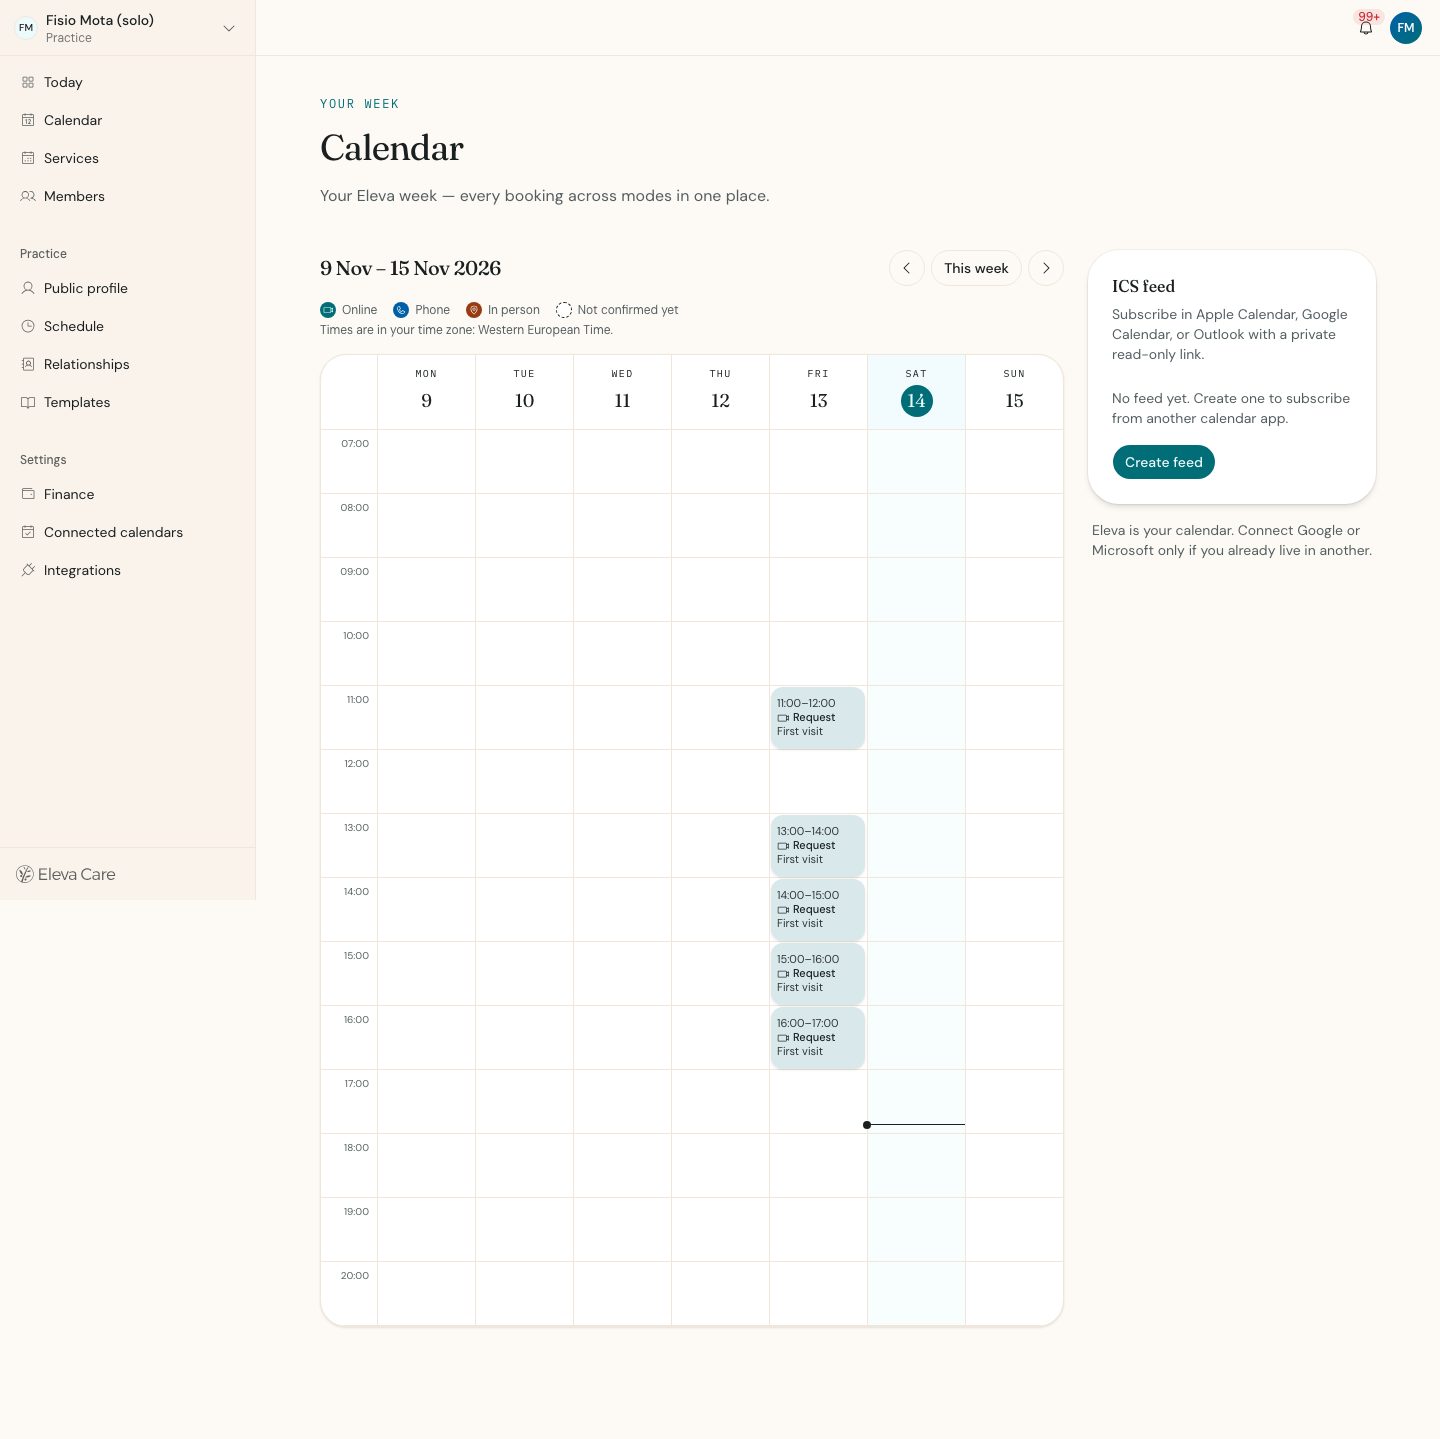 FM
Fisio Mota (solo)
Practice
99+
FM
Today
12
Calendar
Services
Members
Practice
Public profile
Schedule
Relationships
Templates
Settings
Finance
Connected calendars
Integrations
Eleva Care
YOUR WEEK
Calendar
Your Eleva week — every booking across modes in one place.
9 Nov – 15 Nov 2026
This week
Online
Phone
In person
Not confirmed yet
Times are in your time zone: Western European Time.
MON
9
TUE
10
WED
11
THU
12
FRI
13
SAT
14
SUN
15
07:00
08:00
09:00
10:00
11:00
11:00–12:00
Request
First visit
12:00
13:00
13:00–14:00
Request
First visit
14:00
14:00–15:00
Request
First visit
15:00
15:00–16:00
Request
First visit
16:00
16:00–17:00
Request
First visit
17:00
18:00
19:00
20:00
ICS feed
Subscribe in Apple Calendar, Google
Calendar, or Outlook with a private
read-only link.
No feed yet. Create one to subscribe
from another calendar app.
Create feed
Eleva is your calendar. Connect Google or
Microsoft only if you already live in another.